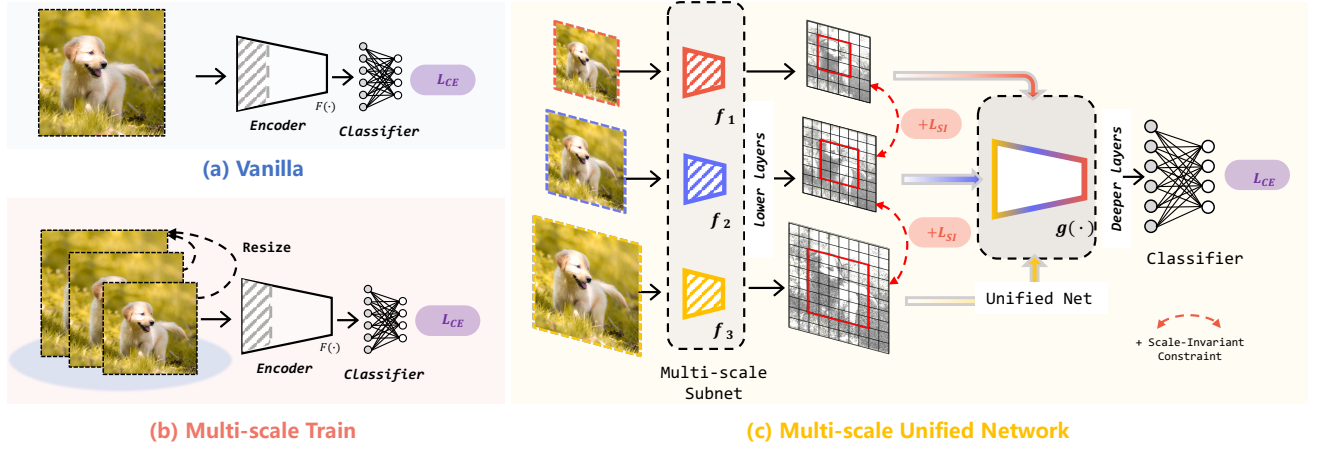 L_CE
F(·)
Encoder
Classifier
(a) Vanilla
Resize
L_CE
F(·)
Encoder
Classifier
(b) Multi-scale Train
f_1
f_2
f_3
Lower layers
Multi-scale
Subnet
+L_SI
+L_SI
g(·)
Unified Net
Deeper layers
L_CE
Classifier
+ Scale-Invariant
Constraint
(c) Multi-scale Unified Network